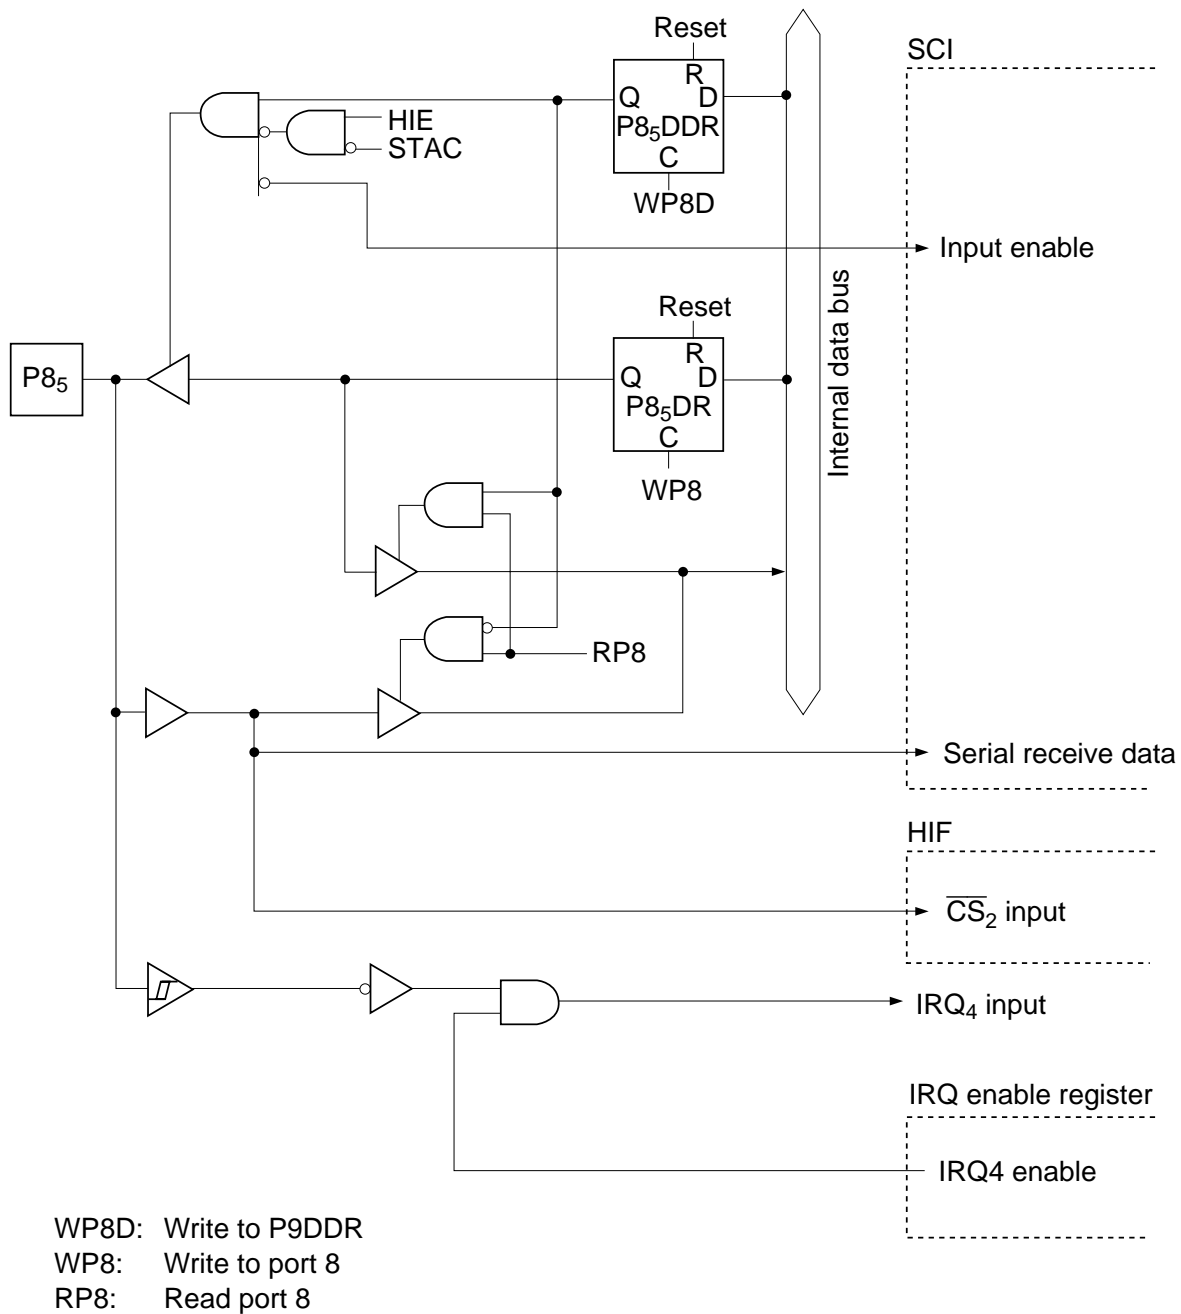 Reset
SCI
R
Q D
HIE
P8₅DDR
STAC
C
WP8D
Input enable
Internal data bus
Reset
R
P8₅
Q D
P8₅DR
C
WP8
RP8
Serial receive data
HIF
C̅S̅₂ input
IRQ₄ input
IRQ enable register
IRQ4 enable
WP8D: Write to P9DDR
WP8: Write to port 8
RP8: Read port 8